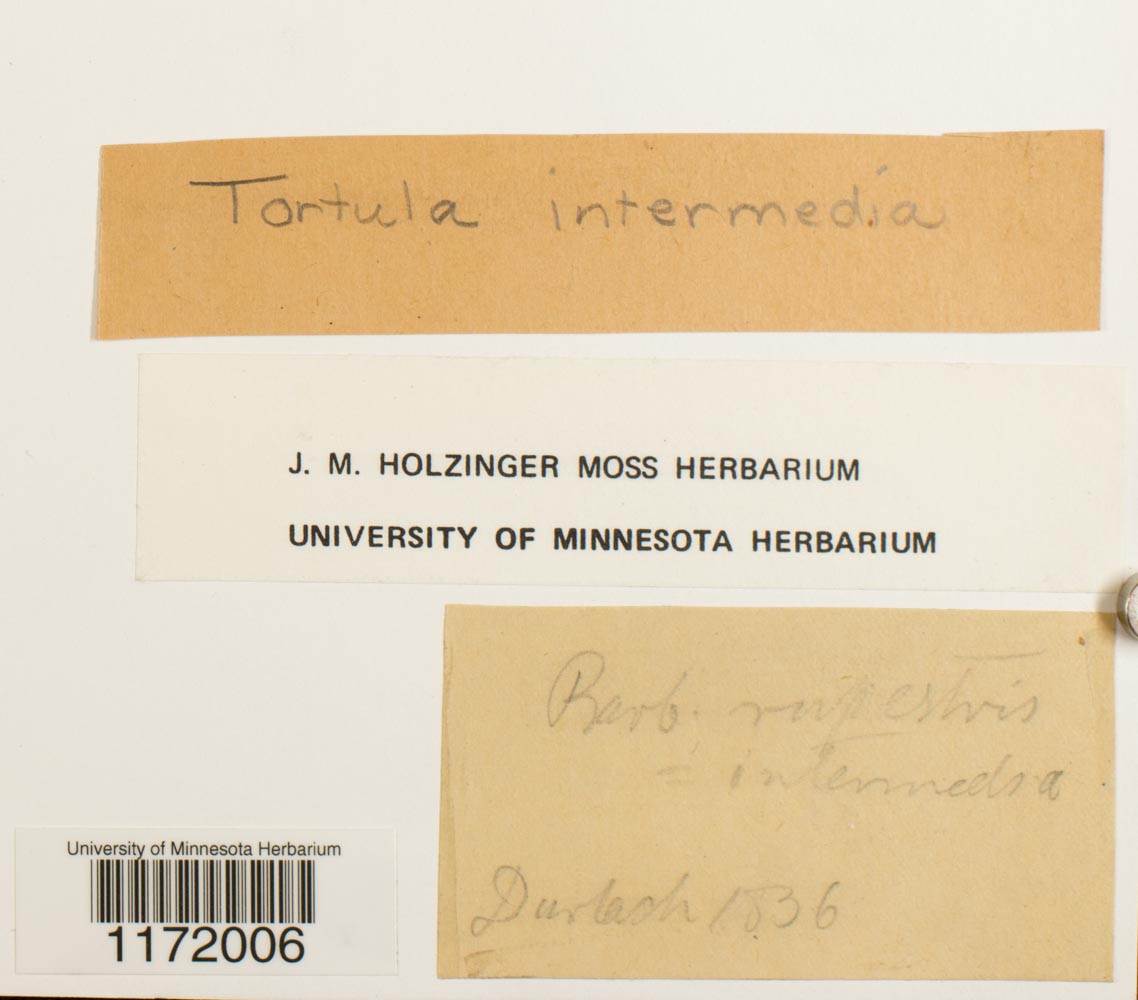 Tortula intermedia
J. M. HOLZINGER MOSS HERBARIUM
UNIVERSITY OF MINNESOTA HERBARIUM
Barb. rupestris
= intermedia
Durlach 1836
University of Minnesota Herbarium
1172006